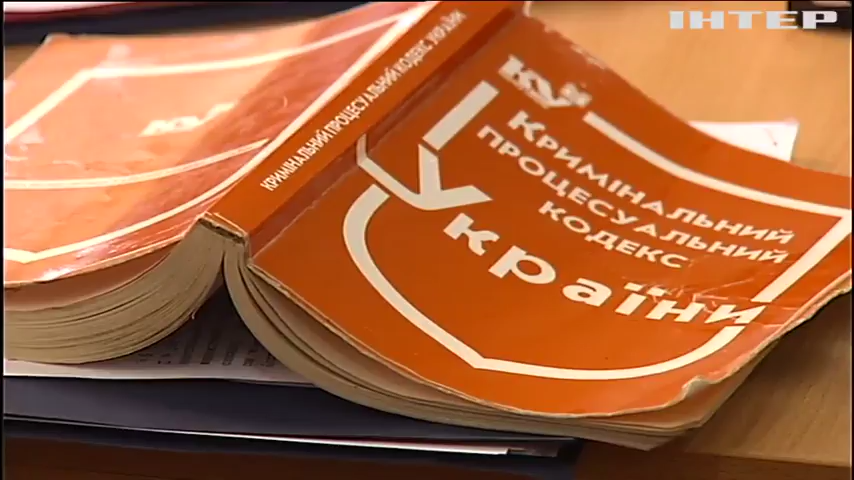 ІНТЕР
КРИМІНАЛЬНИЙ ПРОЦЕСУАЛЬНИЙ КОДЕКС УКРАЇНИ
КРИМІНАЛЬНИЙ
ПРОЦЕСУАЛЬНИЙ
КОДЕКС
України